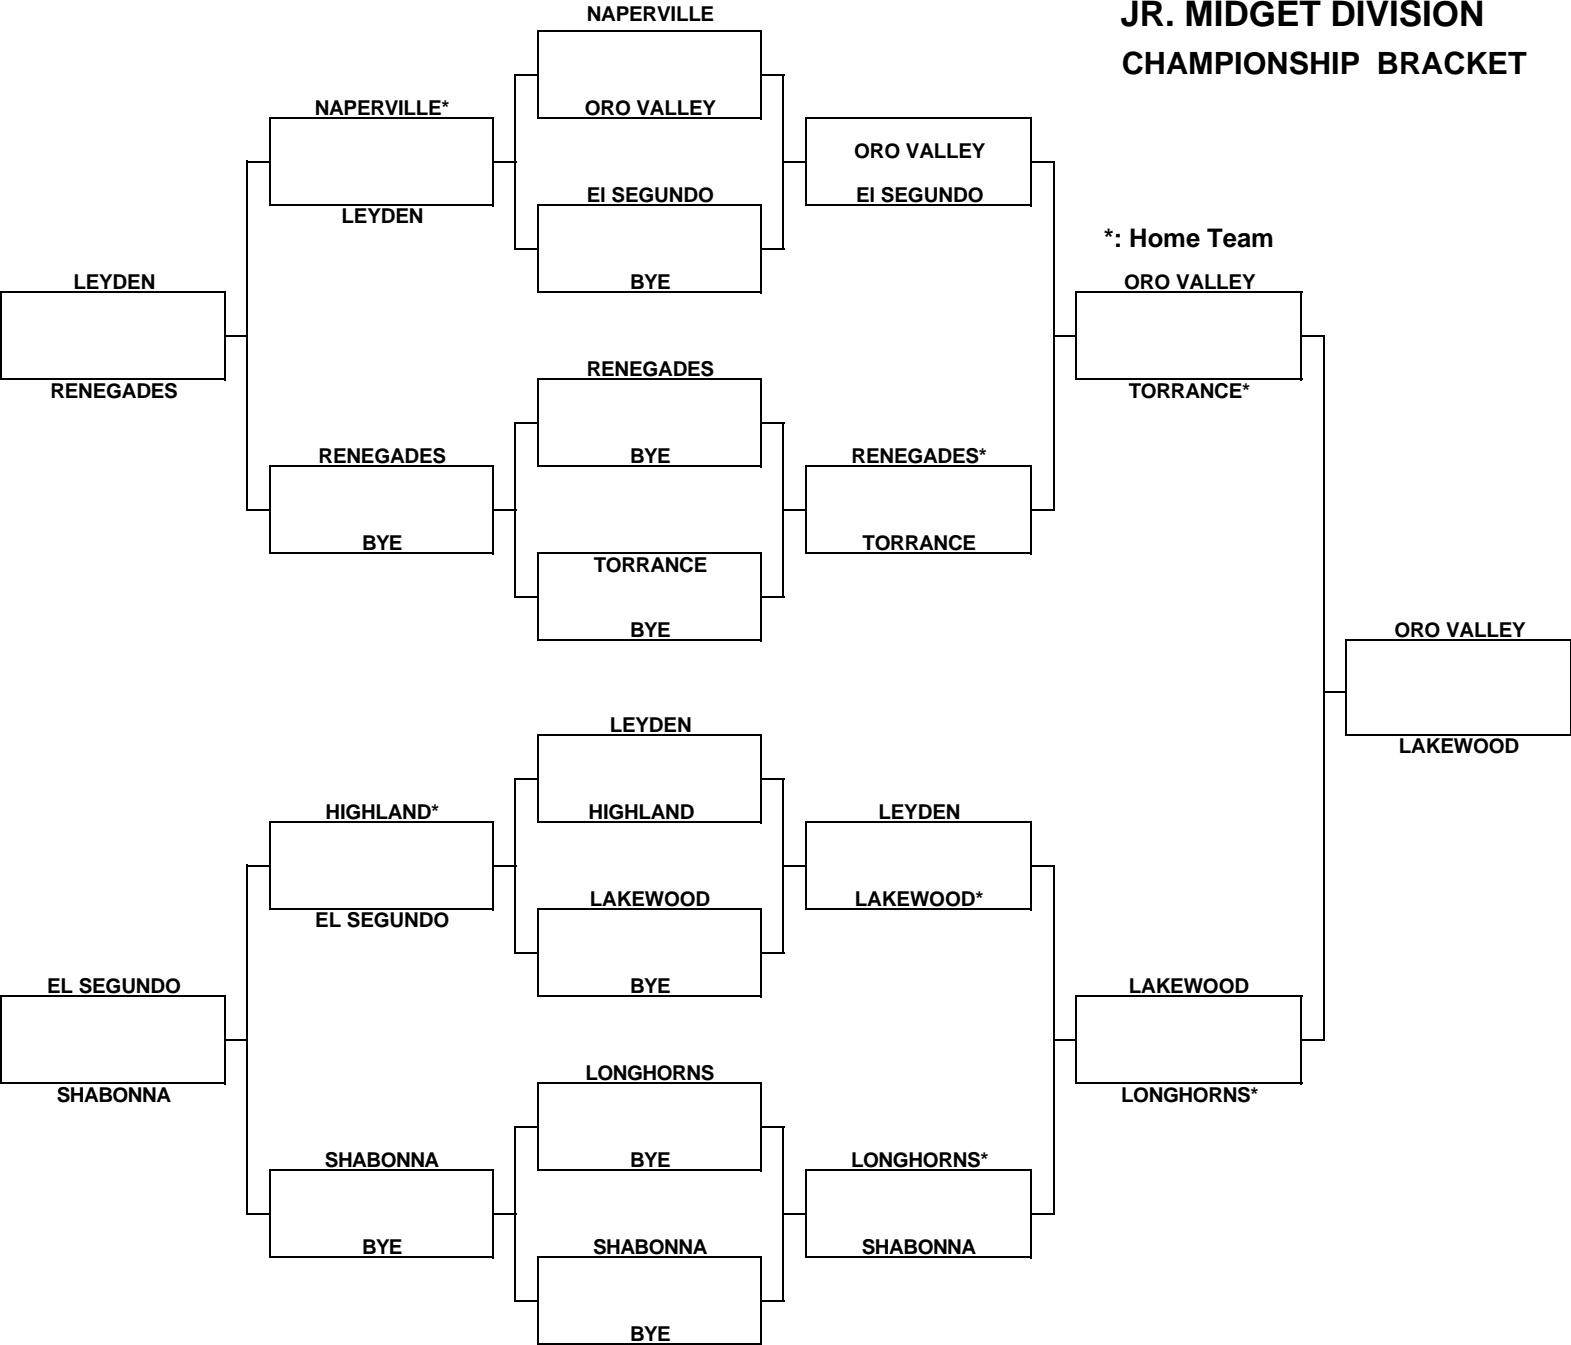 NAPERVILLE
JR. MIDGET DIVISION
CHAMPIONSHIP BRACKET
NAPERVILLE*
ORO VALLEY
ORO VALLEY
LEYDEN
El SEGUNDO
El SEGUNDO
*: Home Team
LEYDEN
BYE
ORO VALLEY
RENEGADES
RENEGADES
TORRANCE*
RENEGADES
BYE
RENEGADES*
BYE
TORRANCE
TORRANCE
BYE
ORO VALLEY
LEYDEN
LAKEWOOD
HIGHLAND*
HIGHLAND
LEYDEN
EL SEGUNDO
LAKEWOOD
LAKEWOOD*
EL SEGUNDO
BYE
LAKEWOOD
SHABONNA
LONGHORNS
LONGHORNS*
SHABONNA
BYE
LONGHORNS*
BYE
SHABONNA
SHABONNA
BYE